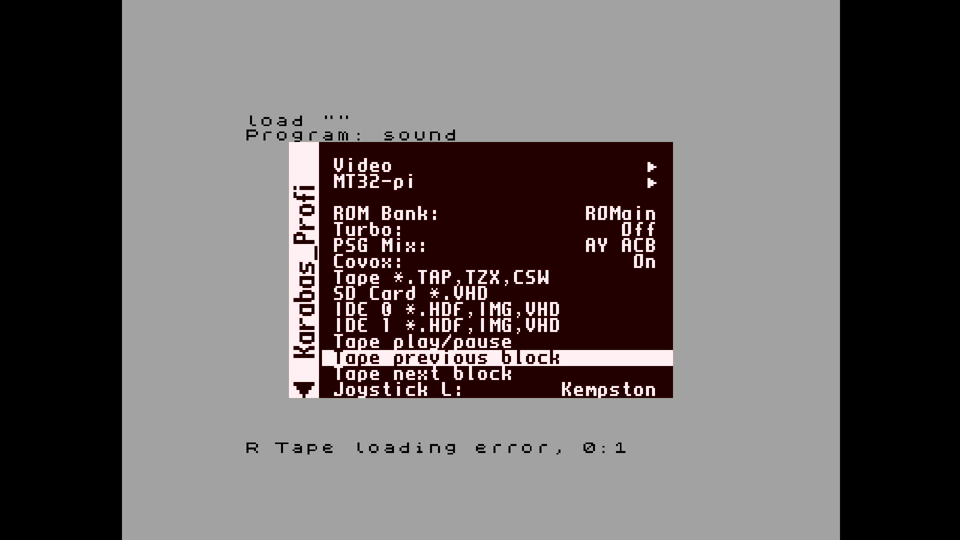 load ""
Program: sound
Karabas_Profi
Video
MT32-pi
ROM Bank: ROMain
Turbo: Off
PSG Mix: AY ACB
Covox: On
Tape *.TAP,TZX,CSW
SD Card *.VHD
IDE 0 *.HDF,IMG,VHD
IDE 1 *.HDF,IMG,VHD
Tape play/pause
Tape previous block
Tape next block
Joystick L: Kempston
R Tape loading error, 0:1